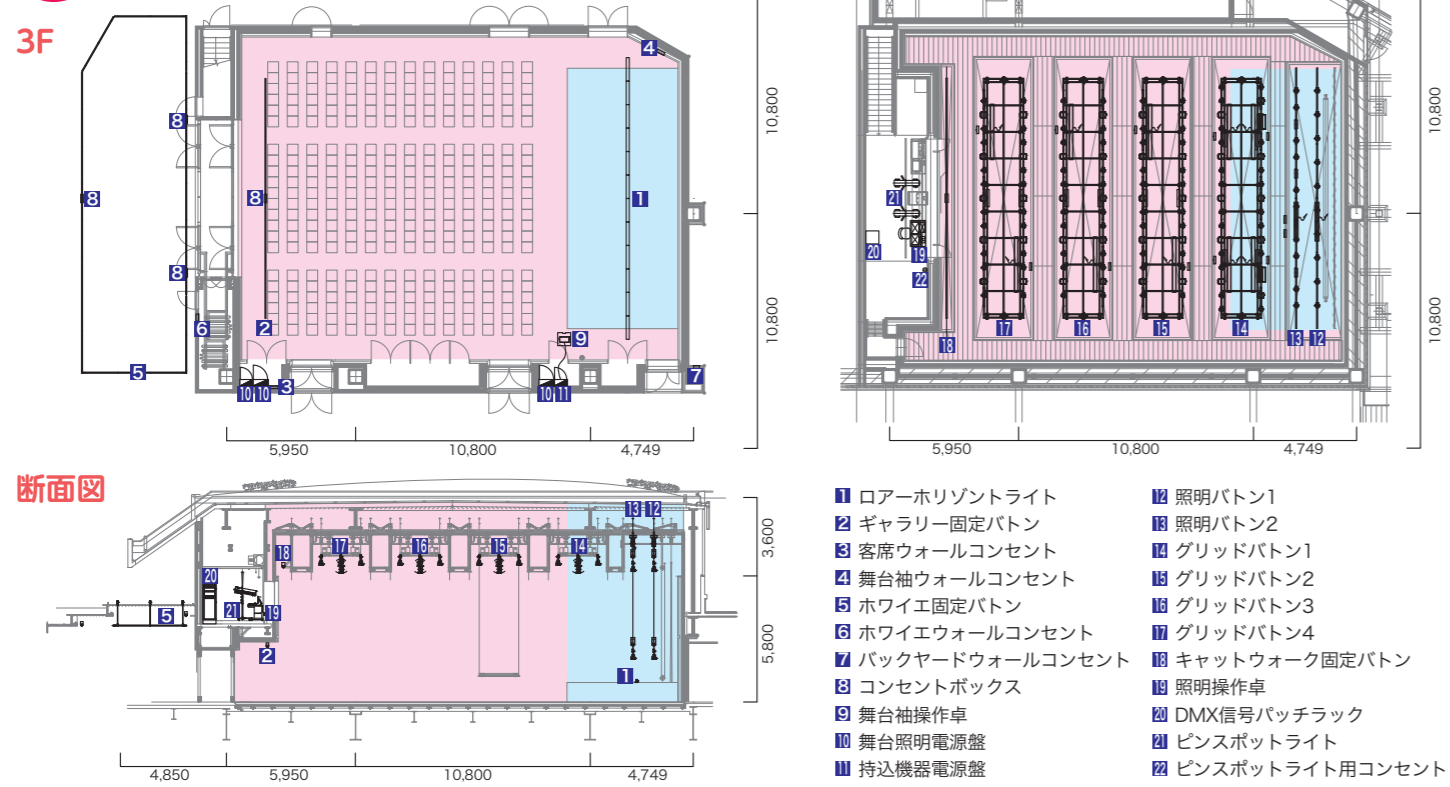 3F
4
8
8
8
1
10,800
8
9
6
2
10,800
5
3
7
10
10
10
11
5,950
10,800
4,749
21
20
19
22
18
17
16
15
14
13
12
10,800
10,800
5,950
10,800
4,749
断面図
13
12
18
17
16
15
14
3,600
20
21
19
5
2
5,800
1
4,850
5,950
10,800
4,749
1 ロアーホリゾントライト
2 ギャラリー固定バトン
3 客席ウォールコンセント
4 舞台袖ウォールコンセント
5 ホワイエ固定バトン
6 ホワイエウォールコンセント
7 バックヤードウォールコンセント
8 コンセントボックス
9 舞台袖操作卓
10 舞台照明電源盤
11 持込機器電源盤
12 照明バトン1
13 照明バトン2
14 グリッドバトン1
15 グリッドバトン2
16 グリッドバトン3
17 グリッドバトン4
18 キャットウォーク固定バトン
19 照明操作卓
20 DMX信号パッチラック
21 ピンスポットライト
22 ピンスポットライト用コンセント